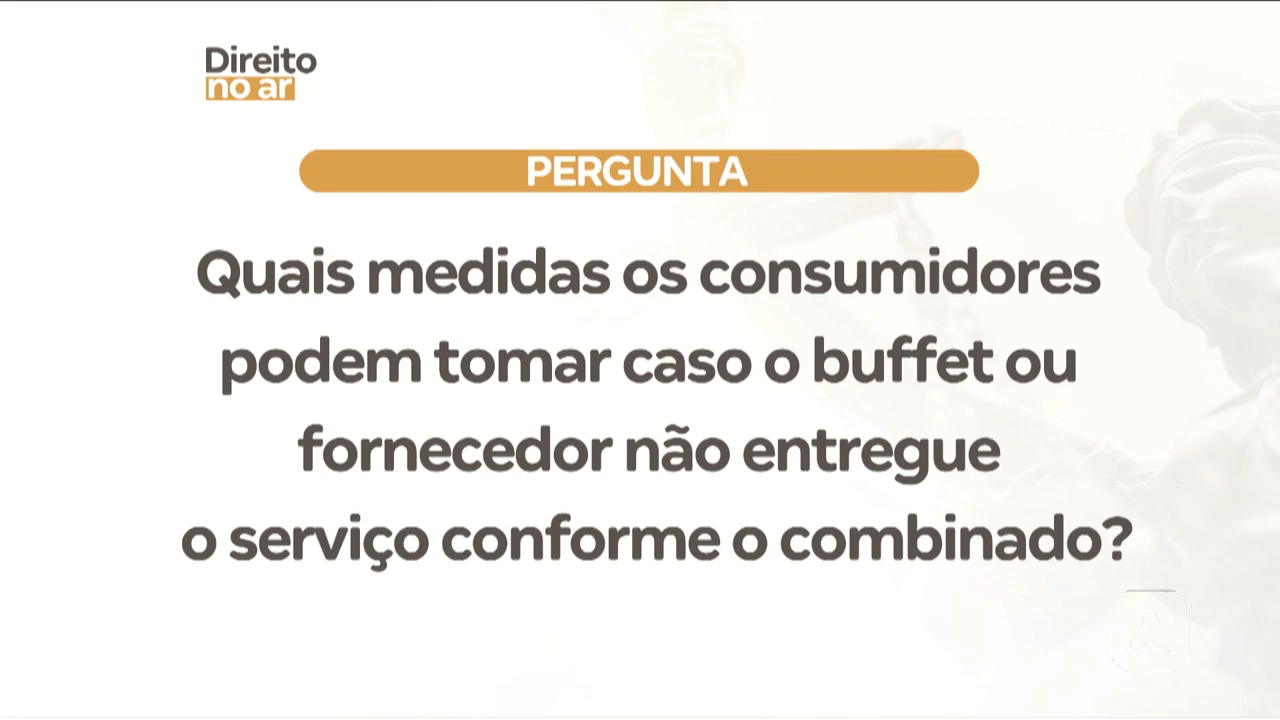 Direito
no ar
PERGUNTA
Quais medidas os consumidores
podem tomar caso o buffet ou
fornecedor não entregue
o serviço conforme o combinado?